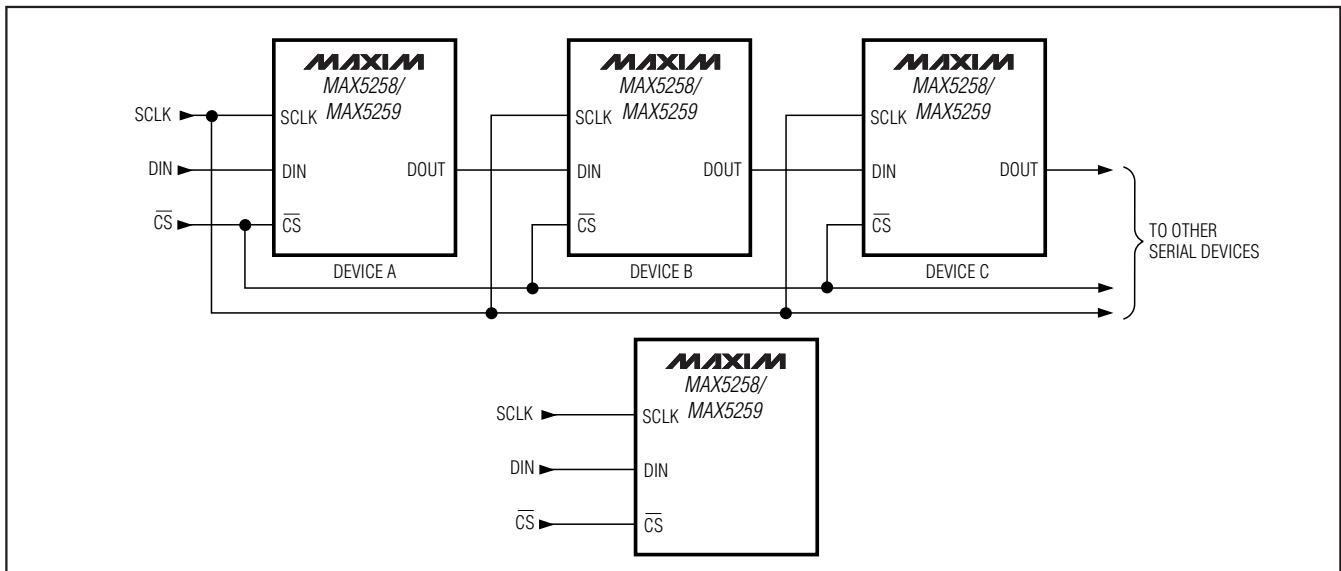 MAXIM MAXIM MAXIM
MAX5258/ MAX5258/ MAX5258/
SCLK SCLK MAX5259 SCLK MAX5259 SCLK MAX5259
DIN DIN DOUT DIN DOUT DIN DOUT
CS CS CS CS
TO OTHER
SERIAL DEVICES
DEVICE A DEVICE B DEVICE C
MAXIM
MAX5258/
SCLK SCLK MAX5259
DIN DIN
CS CS